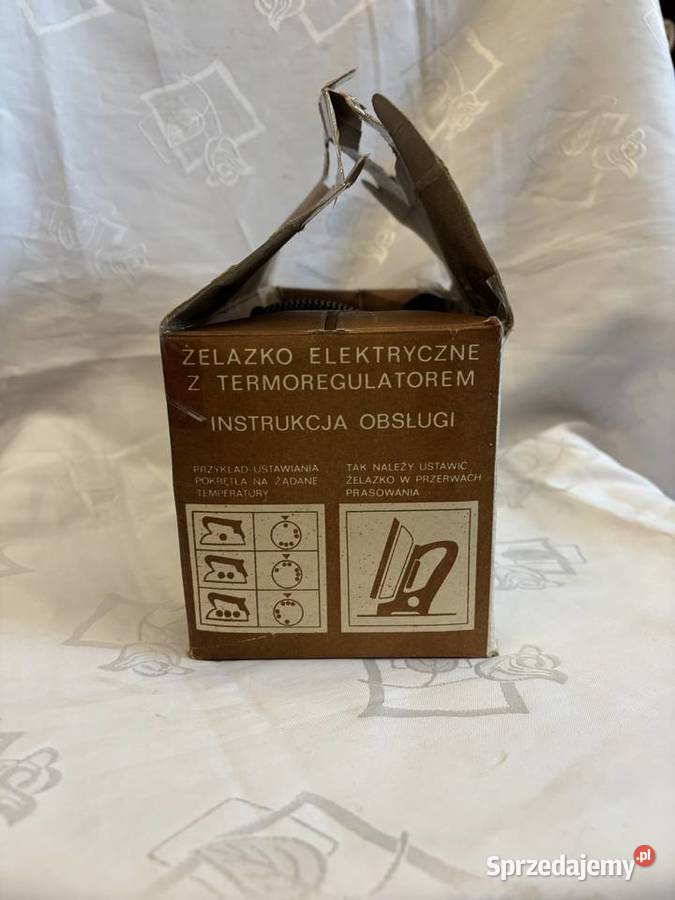 ŻELAZKO ELEKTRYCZNE
Z TERMOREGULATOREM
INSTRUKCJA OBSŁUGI
PRZYKŁAD USTAWIANIA
POKRĘTŁA NA ŻĄDANE
TEMPERATURY
TAK NALEŻY USTAWIĆ
ŻELAZKO W PRZERWACH
PRASOWANIA
Sprzedajemy.pl